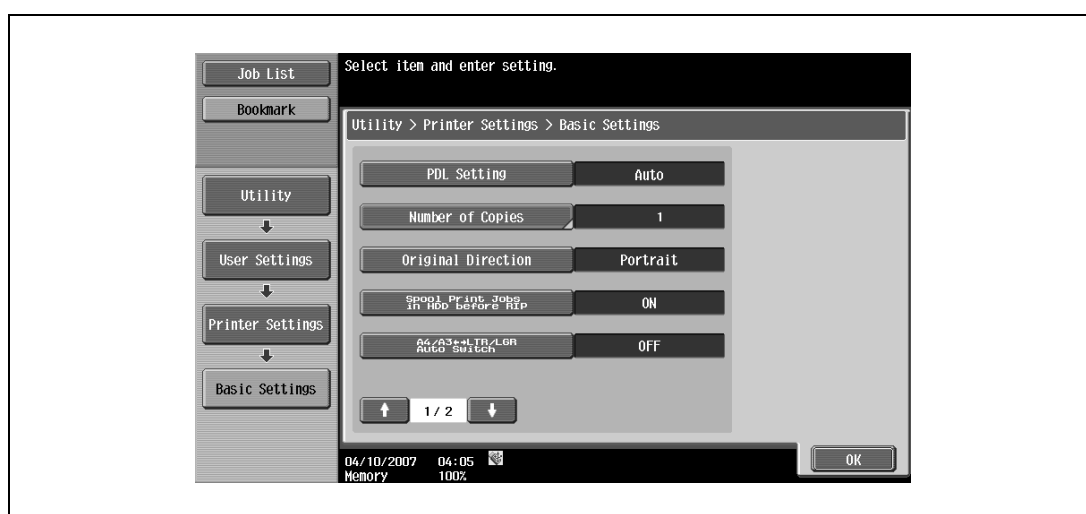 Job List
Bookmark
Select item and enter setting.
Utility > Printer Settings > Basic Settings
Utility
User Settings
Printer Settings
Basic Settings
PDL Setting
Auto
Number of Copies
1
Original Direction
Portrait
Spool Print Jobs
in HDD before RIP
ON
A4/A3↔LTR/LGR
Auto Switch
OFF
1/ 2
04/10/2007 04:05
Memory 100%
OK